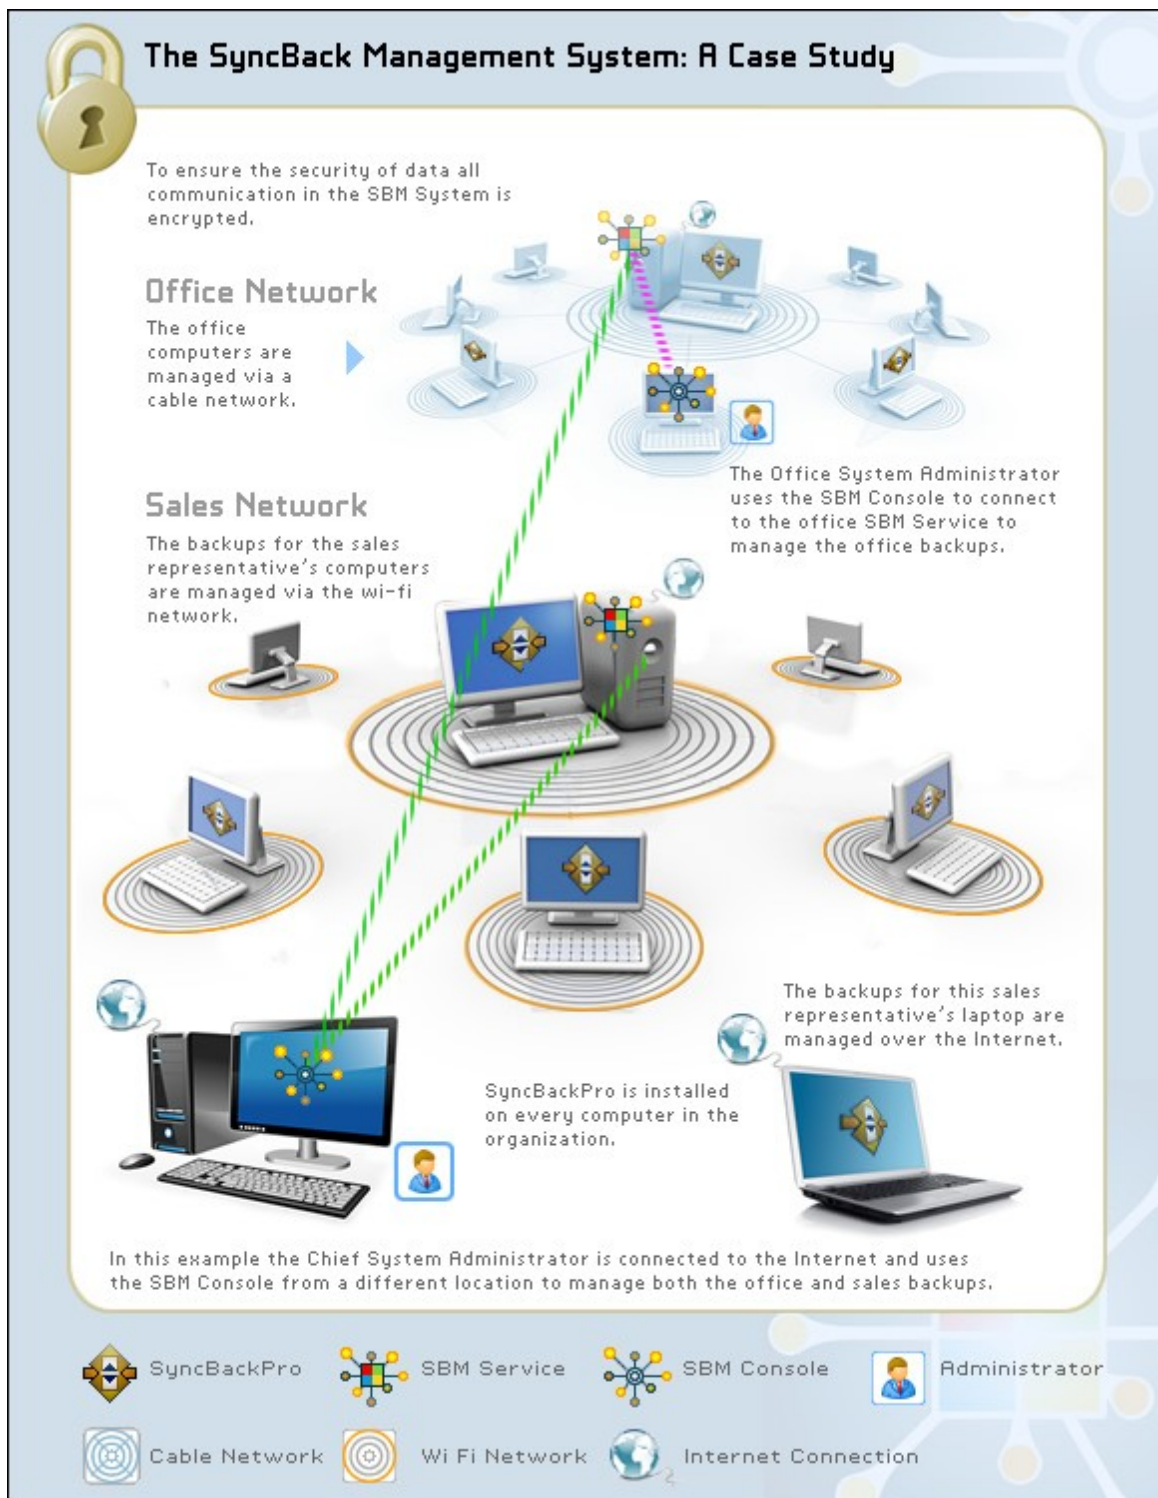 The SyncBack Management System: A Case Study
To ensure the security of data all
communication in the SBM System is
encrypted.
Office Network
The office
computers are
managed via a
cable network.
The Office System Administrator
uses the SBM Console to connect
to the office SBM Service to
manage the office backups.
Sales Network
The backups for the sales
representative's computers
are managed via the wi-fi
network.
The backups for this sales
representative's laptop are
managed over the Internet.
SyncBackPro is installed
on every computer in the
organization.
In this example the Chief System Administrator is connected to the Internet and uses
the SBM Console from a different location to manage both the office and sales backups.
SyncBackPro
SBM Service
SBM Console
Administrator
Cable Network
Wi Fi Network
Internet Connection